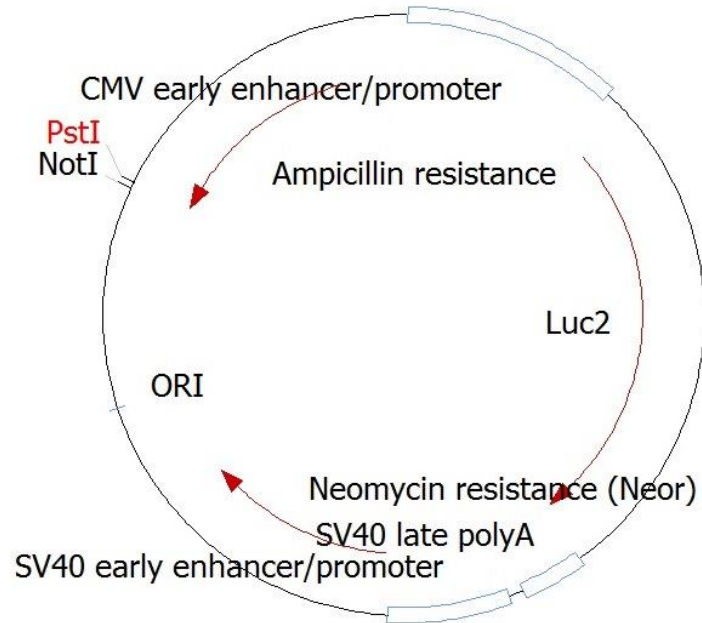 CMV early enhancer/promoter
PstI
NotI
Ampicillin resistance
Luc2
ORI
Neomycin resistance (Neor)
SV40 late polyA
SV40 early enhancer/promoter